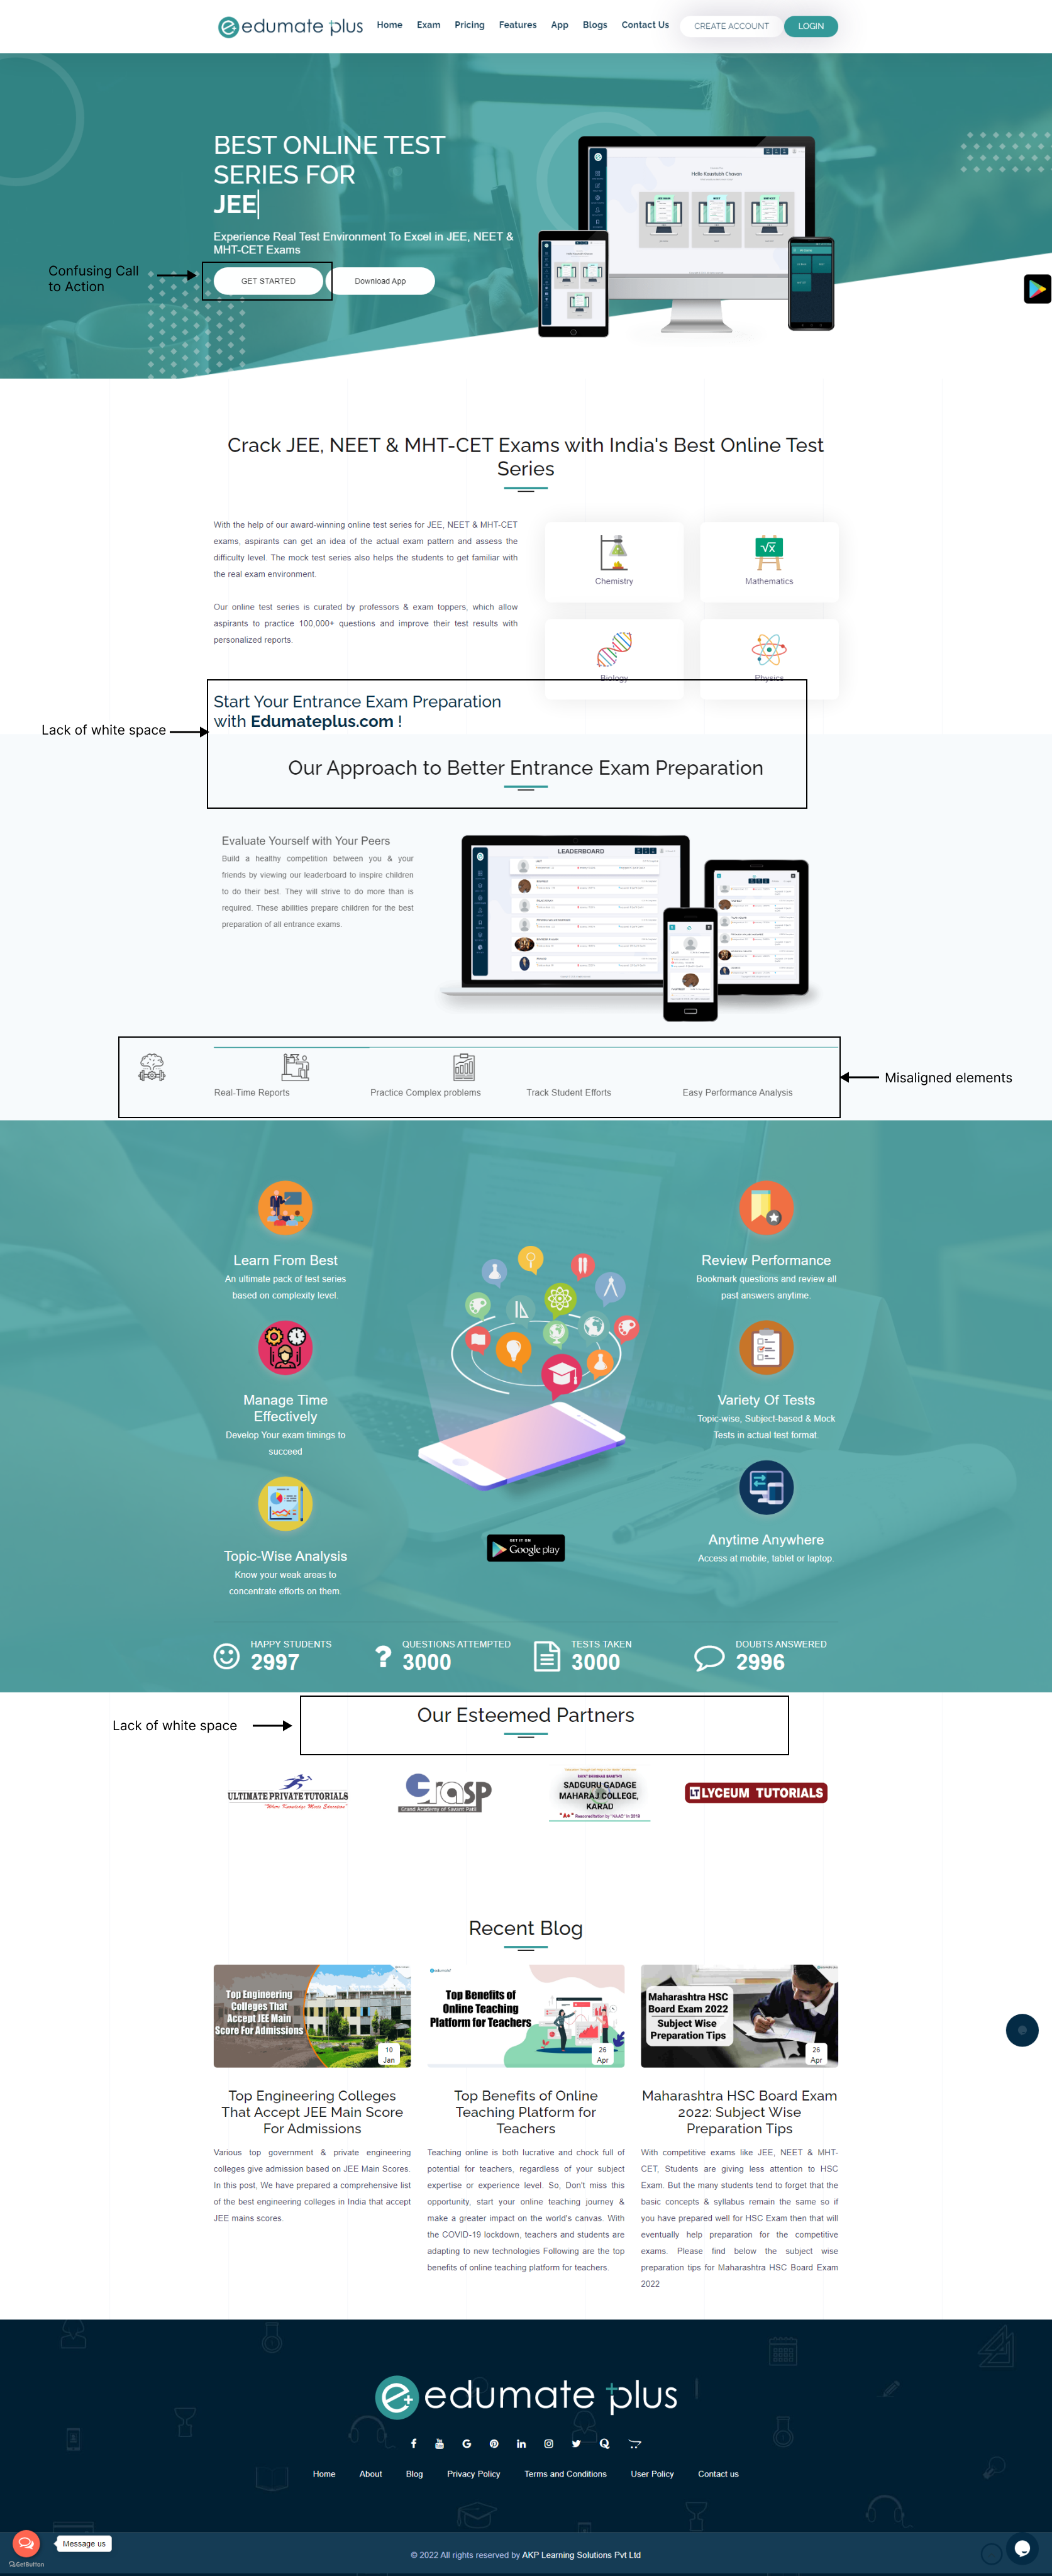 edumate plus
Home Exam Pricing Features App Blogs Contact Us CREATE ACCOUNT LOGIN
BEST ONLINE TEST
SERIES FOR
JEE
Experience Real Test Environment To Excel in JEE, NEET &
MHT-CET Exams
Confusing Call
to Action
GET STARTED Download App
Hello Kaustubh Chavan
Crack JEE, NEET & MHT-CET Exams with India's Best Online Test
Series
With the help of our award-winning online test series for JEE, NEET & MHT-CET
exams, aspirants can get an idea of the actual exam pattern and assess the
difficulty level. The mock test series also helps the students to get familiar with
the real exam environment.
Our online test series is curated by professors & exam toppers, which allow
aspirants to practice 100,000+ questions and improve their test results with
personalized reports.
Chemistry
√x
Mathematics
Biology
Physics
Start Your Entrance Exam Preparation
with Edumateplus.com !
Lack of white space
Our Approach to Better Entrance Exam Preparation
Evaluate Yourself with Your Peers
Build a healthy competition between you & your
friends by viewing our leaderboard to inspire children
to do their best. They will strive to do more than is
required. These abilities prepare children for the best
preparation of all entrance exams.
LEADERBOARD
Misaligned elements
Real-Time Reports Practice Complex problems Track Student Efforts Easy Performance Analysis
Learn From Best
An ultimate pack of test series
based on complexity level.
Manage Time
Effectively
Develop Your exam timings to
succeed
Topic-Wise Analysis
Know your weak areas to
concentrate efforts on them.
GET IT ON
Google play
Review Performance
Bookmark questions and review all
past answers anytime.
Variety Of Tests
Topic-wise, Subject-based & Mock
Tests in actual test format.
Anytime Anywhere
Access at mobile, tablet or laptop.
HAPPY STUDENTS
2997
QUESTIONS ATTEMPTED
3000
TESTS TAKEN
3000
DOUBTS ANSWERED
2996
Lack of white space
Our Esteemed Partners
ULTIMATE PRIVATE TUTORIALS
"Where Knowledge Meets Education"
Grasp
Grand Academy of Savant Patil
SADGURU GADAGE
MAHARAJ COLLEGE,
KARAD
"A+" Reaccreditation by "NAAC" in 2019
LT LYCEUM TUTORIALS
Recent Blog
Top Engineering
Colleges That
Accept JEE Main
Score For Admissions
10
Jan
Top Engineering Colleges
That Accept JEE Main Score
For Admissions
Various top government & private engineering
colleges give admission based on JEE Main Scores.
In this post, We have prepared a comprehensive list
of the best engineering colleges in India that accept
JEE mains scores.
Top Benefits of
Online Teaching
Platform for Teachers
26
Apr
Top Benefits of Online
Teaching Platform for
Teachers
Teaching online is both lucrative and chock full of
potential for teachers, regardless of your subject
expertise or experience level. So, Don't miss this
opportunity, start your online teaching journey &
make a greater impact on the world's canvas. With
the COVID-19 lockdown, teachers and students are
adapting to new technologies Following are the top
benefits of online teaching platform for teachers.
Maharashtra HSC
Board Exam 2022
Subject Wise
Preparation Tips
26
Apr
Maharashtra HSC Board Exam
2022: Subject Wise
Preparation Tips
With competitive exams like JEE, NEET & MHT-
CET, Students are giving less attention to HSC
Exam. But the many students tend to forget that the
basic concepts & syllabus remain the same so if
you have prepared well for HSC Exam then that will
eventually help preparation for the competitive
exams. Please find below the subject wise
preparation tips for Maharashtra HSC Board Exam
2022
edumate plus
Home About Blog Privacy Policy Terms and Conditions User Policy Contact us
Message us
GetButton
© 2022 All rights reserved by AKP Learning Solutions Pvt Ltd